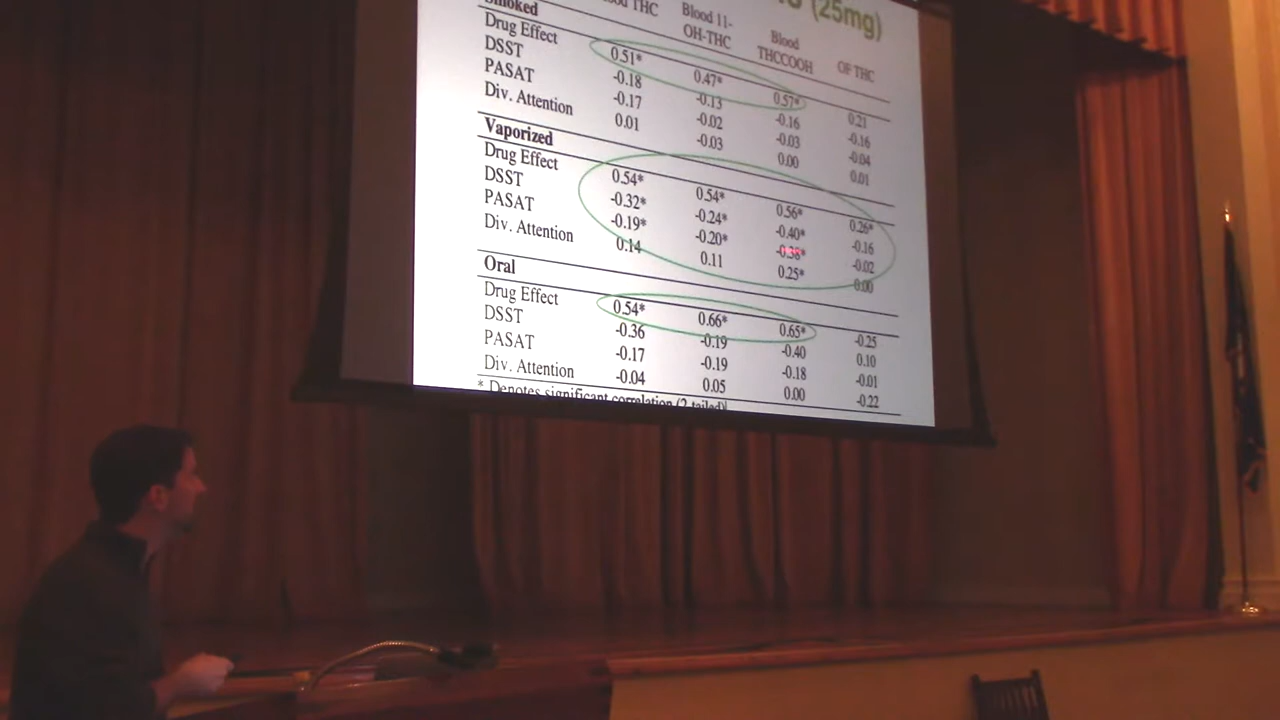 (25mg)
Smoked THC Blood 11-OH-THC Blood THCCOOH OF THC
Drug Effect 0.51* 0.47* 0.57* 0.21
DSST -0.18 -0.13 -0.16 -0.16
PASAT -0.17 -0.02 -0.03 -0.04
Div. Attention 0.01 -0.03 0.00 0.01
Vaporized
Drug Effect 0.54* 0.54* 0.56* 0.26*
DSST -0.32* -0.24* -0.40* -0.16
PASAT -0.19* -0.20* -0.38* -0.02
Div. Attention 0.14 0.11 0.25* 0.00
Oral
Drug Effect 0.54* 0.66* 0.65* -0.25
DSST -0.36 -0.19 -0.40 0.10
PASAT -0.17 -0.19 -0.18 -0.01
Div. Attention -0.04 0.05 0.00 -0.22
* Denotes significant correlation (2 tailed)